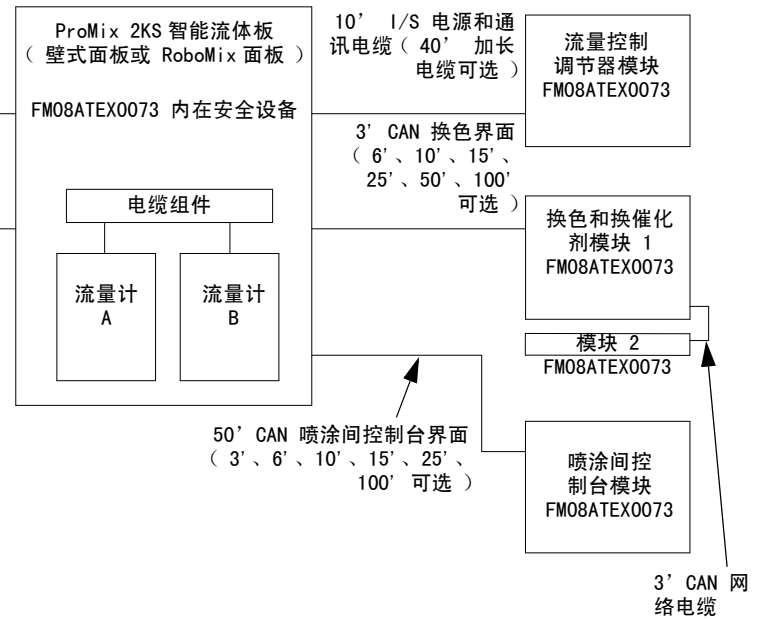 ProMix 2KS 智能流体板
（ 壁式面板或 RoboMix 面板 ）
FM08ATEX0073 内在安全设备
电缆组件
流量计
A
流量计
B
10’ I/S 电源和通
讯电缆（ 40’ 加长
电缆可选 ）
流量控制
调节器模块
FM08ATEX0073
3’ CAN 换色界面
（ 6’、10’、15’、
25’、50’、100’
可选 ）
换色和换催化
剂模块 1
FM08ATEX0073
模块 2
FM08ATEX0073
50’ CAN 喷涂间控制台界面
（ 3’、6’、10’、15’、25’、
100’ 可选 ）
喷涂间控
制台模块
FM08ATEX0073
3’ CAN 网
络电缆